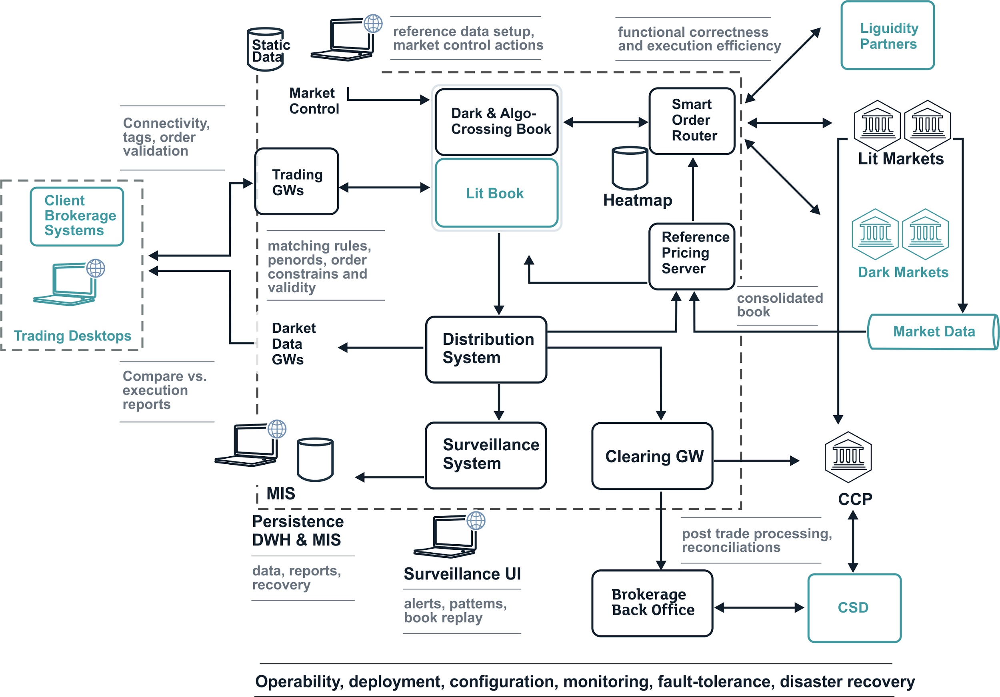 Static
Data
reference data setup,
market control actions
functional correctness
and execution efficiency
Liguidity
Partners
Market
Control
Dark & Algo-
Crossing Book
Smart
Order
Router
Connectivity,
tags, order
validation
Lit Markets
Trading
GWs
Lit Book
Heatmap
Client
Brokerage
Systems
matching rules,
penords, order
constrains and
validity
Reference
Pricing
Server
Dark Markets
consolidated
book
Trading Desktops
Darket
Data
GWs
Distribution
System
Market Data
Compare vs.
execution
reports
Surveillance
System
Clearing GW
MIS
CCP
Persistence
DWH & MIS
data, reports,
recovery
Surveillance UI
alerts, pattems,
book replay
post trade processing,
reconciliations
Brokerage
Back Office
CSD
Operability, deployment, configuration, monitoring, fault-tolerance, disaster recovery